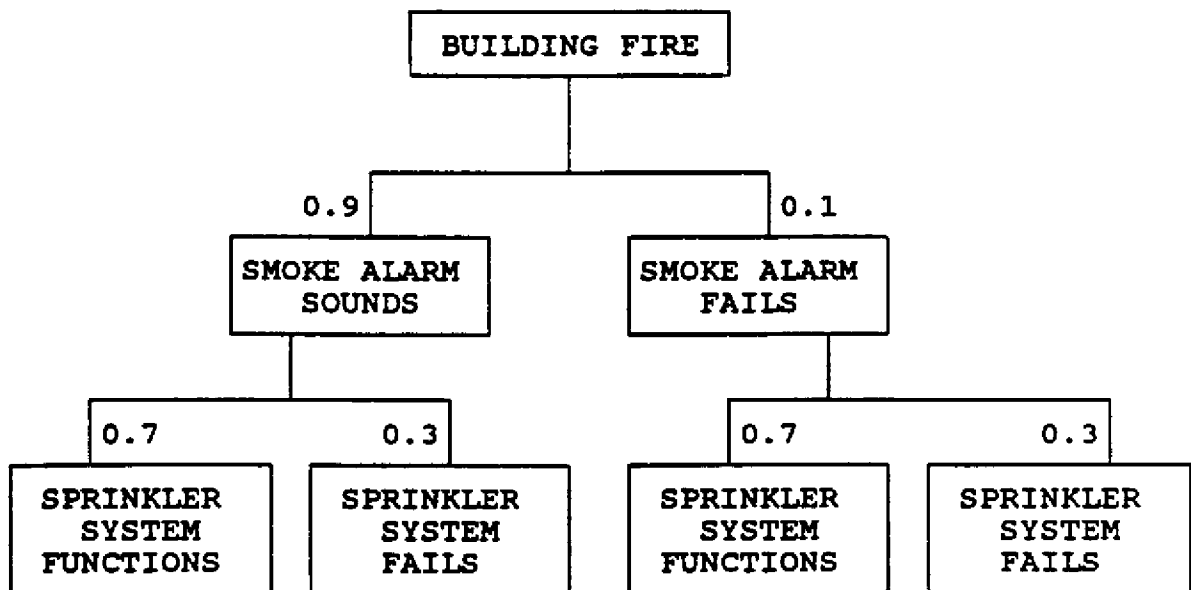 BUILDING FIRE
0.9
0.1
SMOKE ALARM
SOUNDS
SMOKE ALARM
FAILS
0.7
0.3
0.7
0.3
SPRINKLER
SYSTEM
FUNCTIONS
SPRINKLER
SYSTEM
FAILS
SPRINKLER
SYSTEM
FUNCTIONS
SPRINKLER
SYSTEM
FAILS